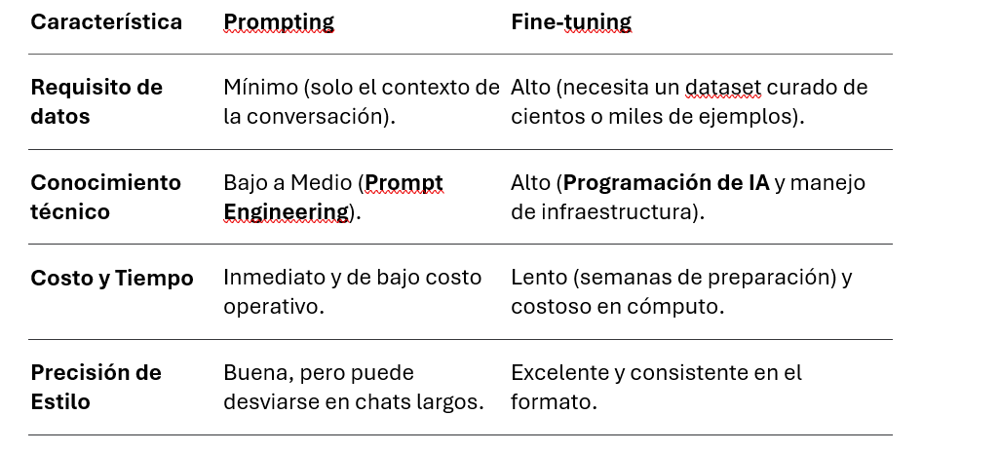 Característica Prompting Fine-tuning
Requisito de datos Mínimo (solo el contexto de la conversación). Alto (necesita un dataset curado de cientos o miles de ejemplos).
Conocimiento técnico Bajo a Medio (Prompt Engineering). Alto (Programación de IA y manejo de infraestructura).
Costo y Tiempo Inmediato y de bajo costo operativo. Lento (semanas de preparación) y costoso en cómputo.
Precisión de Estilo Buena, pero puede desviarse en chats largos. Excelente y consistente en el formato.